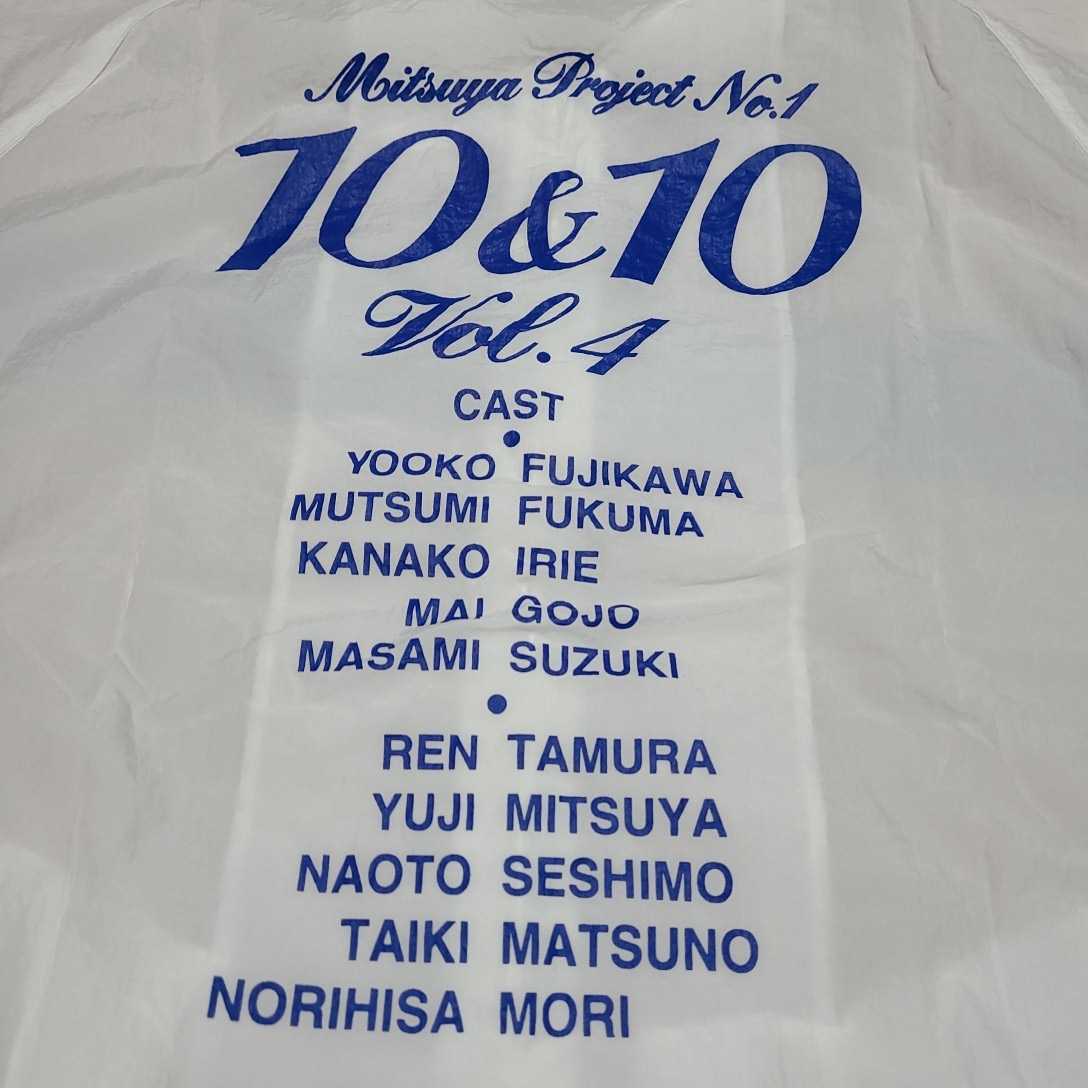 Mitsuya Project No.1
10&10
Vol.4
CAST
YOOKO FUJIKAWA
MUTSUMI FUKUMA
KANAKO IRIE
MAI GOJO
MASAMI SUZUKI
REN TAMURA
YUJI MITSUYA
NAOTO SESHIMO
TAIKI MATSUNO
NORIHISA MORI